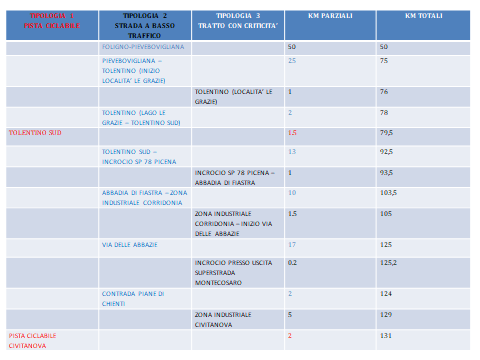 TIPOLOGIA 1
PISTA CICLABILE
TIPOLOGIA 2
STRADA A BASSO
TRAFFICO
TIPOLOGIA 3
TRATTO CON CRITICITA'
KM PARZIALI
KM TOTALI
FOLIGNO-PIEVEBOVIGLIANA
50
50
PIEVEBOVIGLIANA –
TOLENTINO (INIZIO
LOCALITA' LE GRAZIE)
25
75
TOLENTINO (LOCALITA' LE
GRAZIE)
1
76
TOLENTINO (LAGO LE
GRAZIE – TOLENTINO SUD)
2
78
TOLENTINO SUD
1.5
79,5
TOLENTINO SUD –
INCROCIO SP 78 PICENA
13
92,5
INCROCIO SP 78 PICENA –
ABBADIA DI FIASTRA
1
93,5
ABBADIA DI FIASTRA – ZONA
INDUSTRIALE CORRIDONIA
10
103,5
ZONA INDUSTRIALE
CORRIDONIA – INIZIO VIA
DELLE ABBAZIE
1.5
105
VIA DELLE ABBAZIE
17
125
INCROCIO PRESSO USCITA
SUPERSTRADA
MONTECOSARO
0.2
125,2
CONTRADA PIANE DI
CHIENTI
2
124
ZONA INDUSTRIALE
CIVITANOVA
5
129
PISTA CICLABILE
CIVITANOVA
2
131